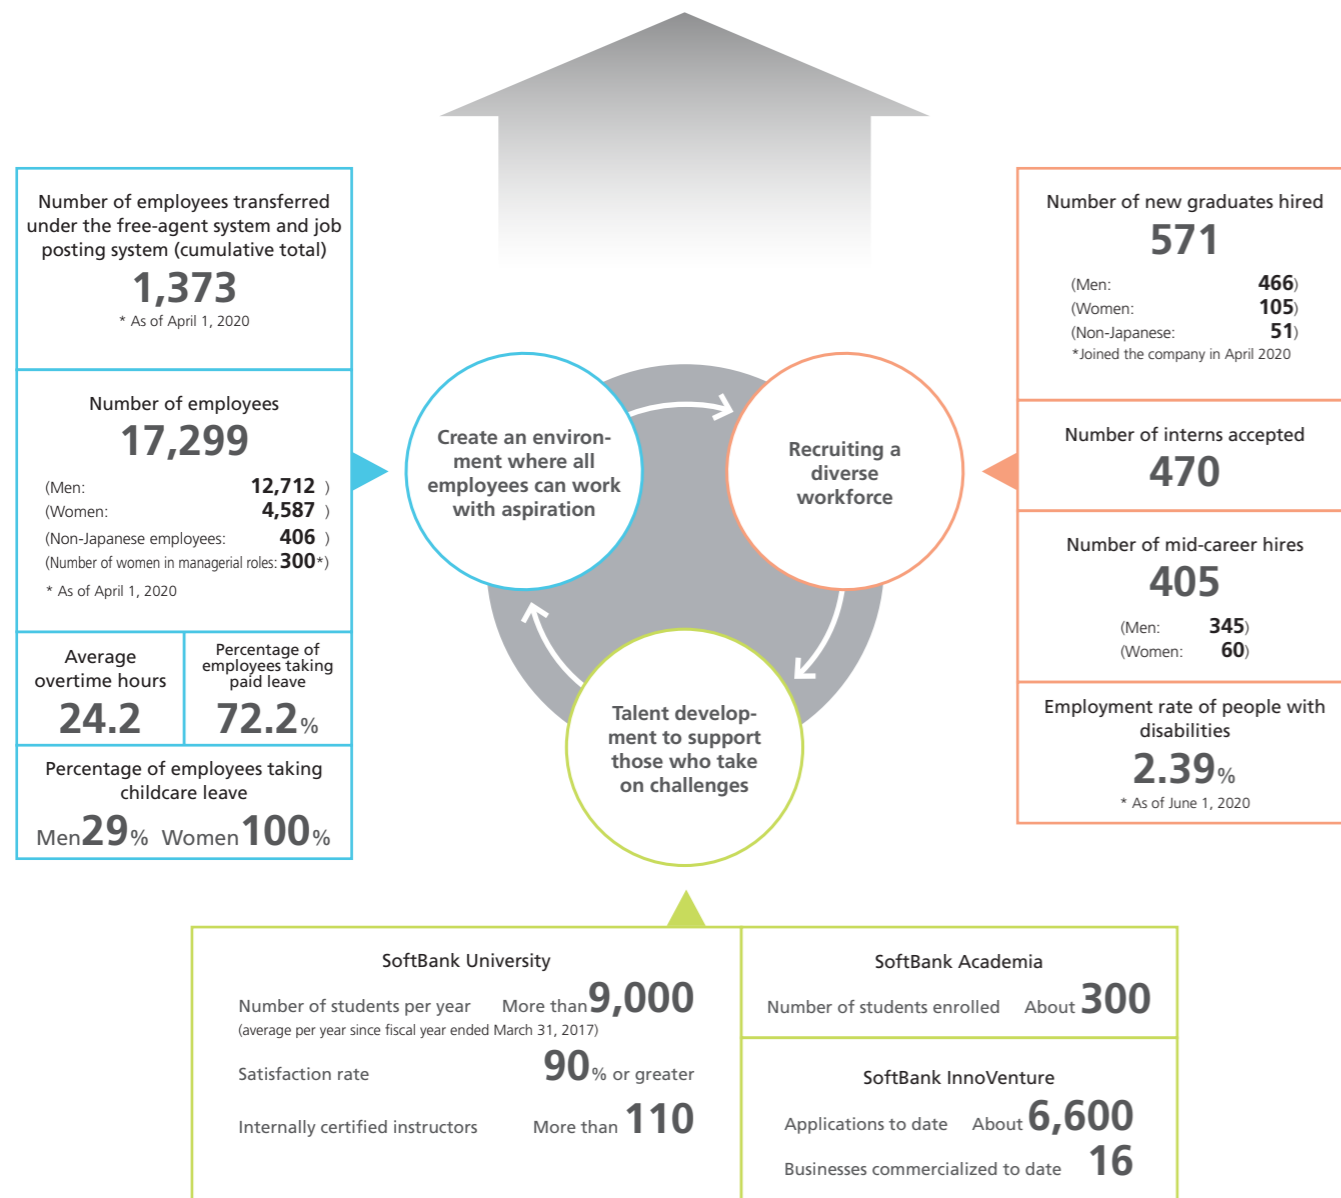 Number of employees transferred
under the free-agent system and job
posting system (cumulative total)
1,373
* As of April 1, 2020
Number of employees
17,299
(Men: 12,712 )
(Women: 4,587 )
(Non-Japanese employees: 406 )
(Number of women in managerial roles: 300*)
* As of April 1, 2020
Average
overtime hours
24.2
Percentage of
employees taking
paid leave
72.2%
Percentage of employees taking
childcare leave
Men 29% Women 100%
Create an environ-
ment where all
employees can work
with aspiration
Recruiting a
diverse
workforce
Talent develop-
ment to support
those who take
on challenges
Number of new graduates hired
571
(Men: 466)
(Women: 105)
(Non-Japanese: 51)
*Joined the company in April 2020
Number of interns accepted
470
Number of mid-career hires
405
(Men: 345)
(Women: 60)
Employment rate of people with
disabilities
2.39%
* As of June 1, 2020
SoftBank University
Number of students per year More than 9,000
(average per year since fiscal year ended March 31, 2017)
Satisfaction rate 90% or greater
Internally certified instructors More than 110
SoftBank Academia
Number of students enrolled About 300
SoftBank InnoVenture
Applications to date About 6,600
Businesses commercialized to date 16